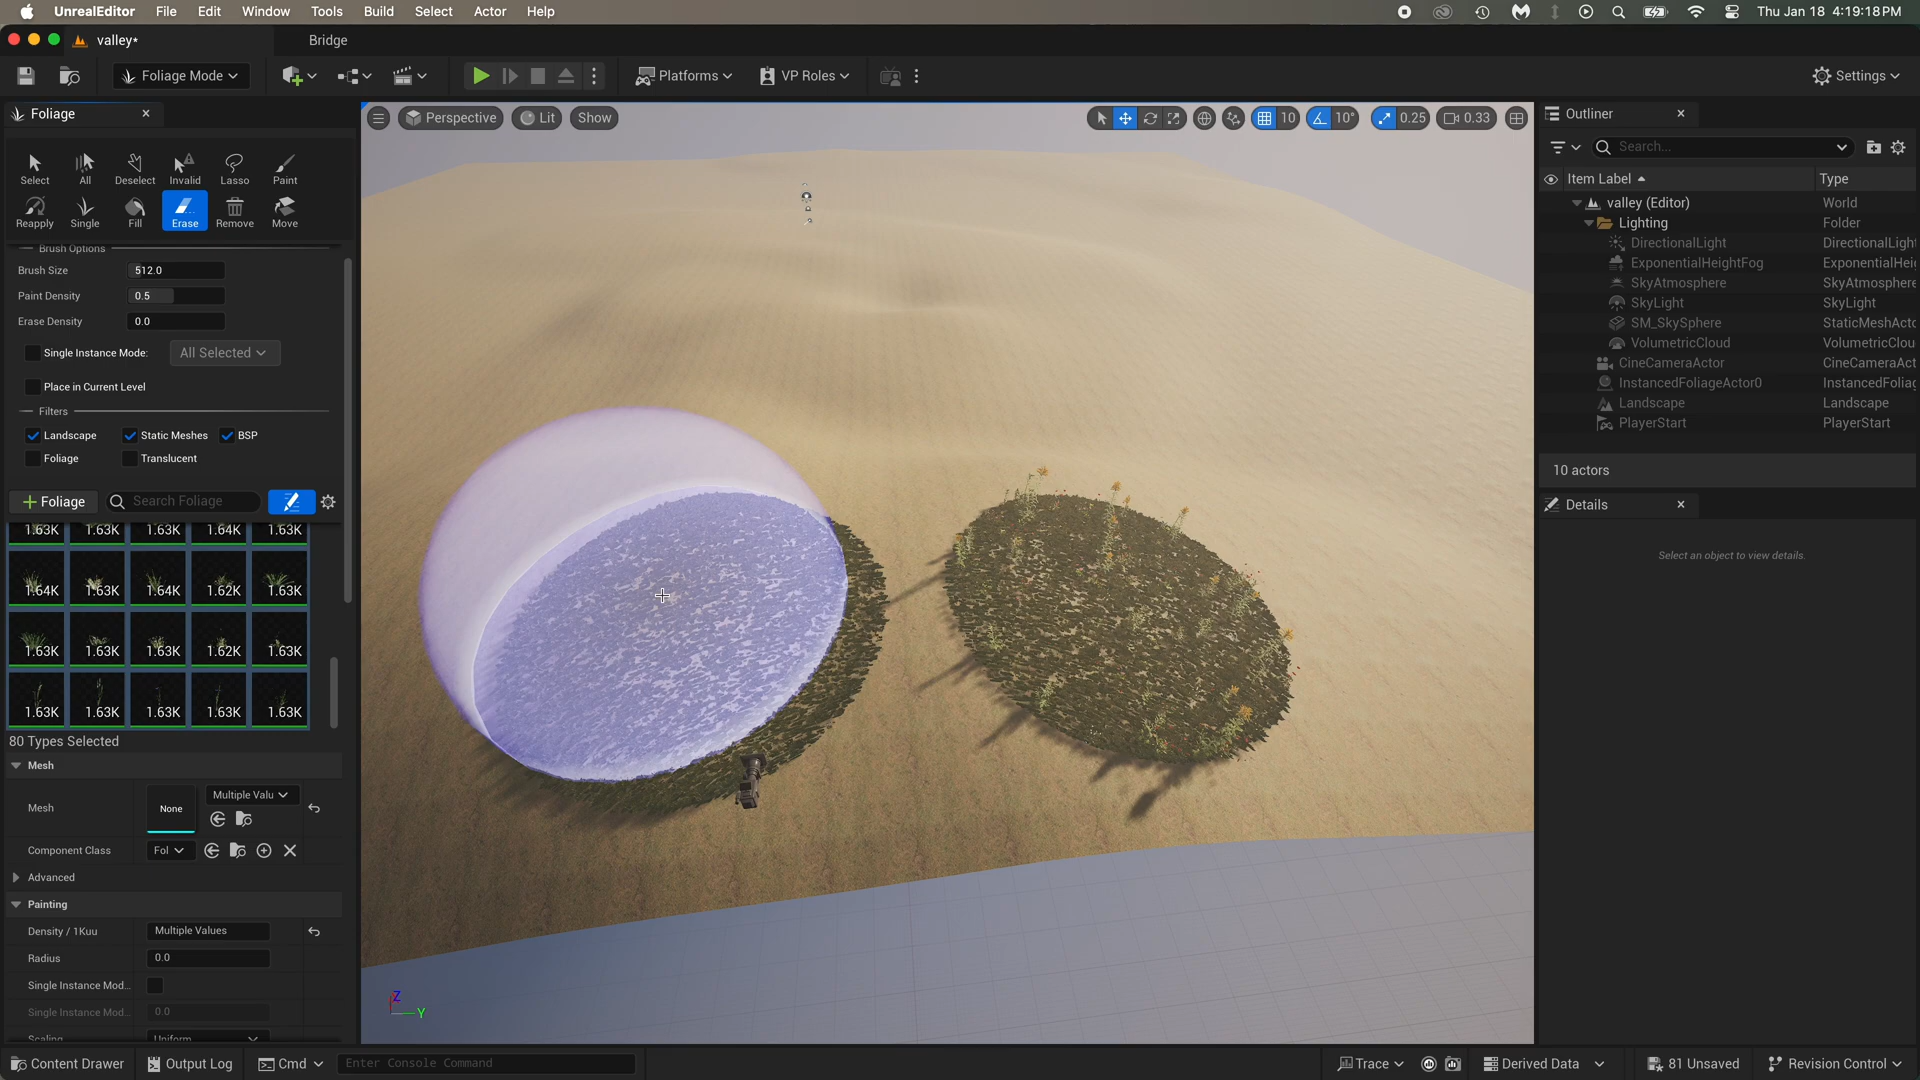 UnrealEditor File Edit Window Tools Build Select Actor Help Thu Jan 18 4:19:18 PM
valley* Bridge
Foliage Mode Platforms VP Roles Settings
Foliage
Perspective Lit Show 10 10° 0.25 0.33
Outliner
Search...
Item Label Type
valley (Editor) World
Lighting Folder
DirectionalLight DirectionalLigh
ExponentialHeightFog ExponentialHei
SkyAtmosphere SkyAtmosphere
SkyLight SkyLight
SM_SkySphere StaticMeshActo
VolumetricCloud VolumetricClou
CineCameraActor CineCameraAct
InstancedFoliageActor0 InstancedFoliag
Landscape Landscape
PlayerStart PlayerStart
10 actors
Details
Select an object to view details.
Select All Deselect Invalid Lasso Paint
Reapply Single Fill Erase Remove Move
Brush Options
Brush Size 512.0
Paint Density 0.5
Erase Density 0.0
Single Instance Mode: All Selected
Place in Current Level
Filters
Landscape Static Meshes BSP
Foliage Translucent
Foliage Search Foliage
1.63K 1.63K 1.63K 1.64K 1.63K
1.64K 1.63K 1.64K 1.62K 1.63K
1.63K 1.63K 1.63K 1.62K 1.63K
1.63K 1.63K 1.63K 1.63K 1.63K
80 Types Selected
Mesh
Mesh None Multiple Valu
Component Class Fol
Advanced
Painting
Density / 1Kuu Multiple Values
Radius 0.0
Single Instance Mod...
Single Instance Mod... 0.0
Scaling Uniform
Z
Y
Content Drawer Output Log Cmd Enter Console Command Trace Derived Data 81 Unsaved Revision Control